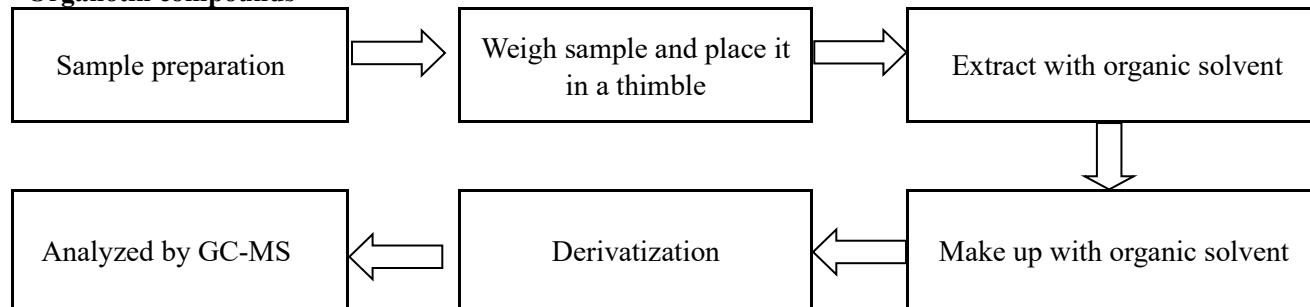 Organotin compounds
Sample preparation
Weigh sample and place it
in a thimble
Extract with organic solvent
Make up with organic solvent
Derivatization
Analyzed by GC-MS